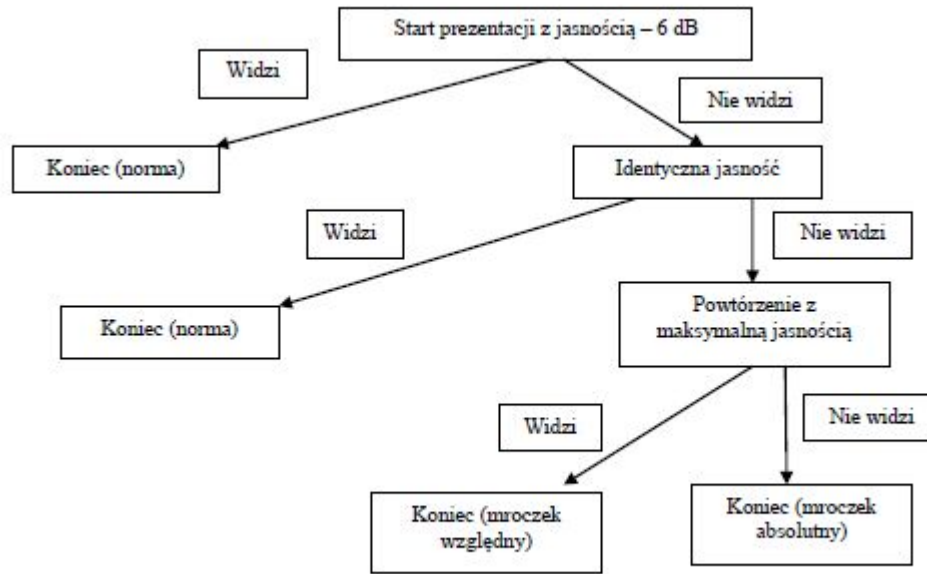 Start prezentacji z jasnością – 6 dB
Widzi
Nie widzi
Koniec (norma)
Identyczna jasność
Widzi
Nie widzi
Koniec (norma)
Powtórzenie z
maksymalną jasnością
Widzi
Nie widzi
Koniec (mroczek
względny)
Koniec (mroczek
absolutny)